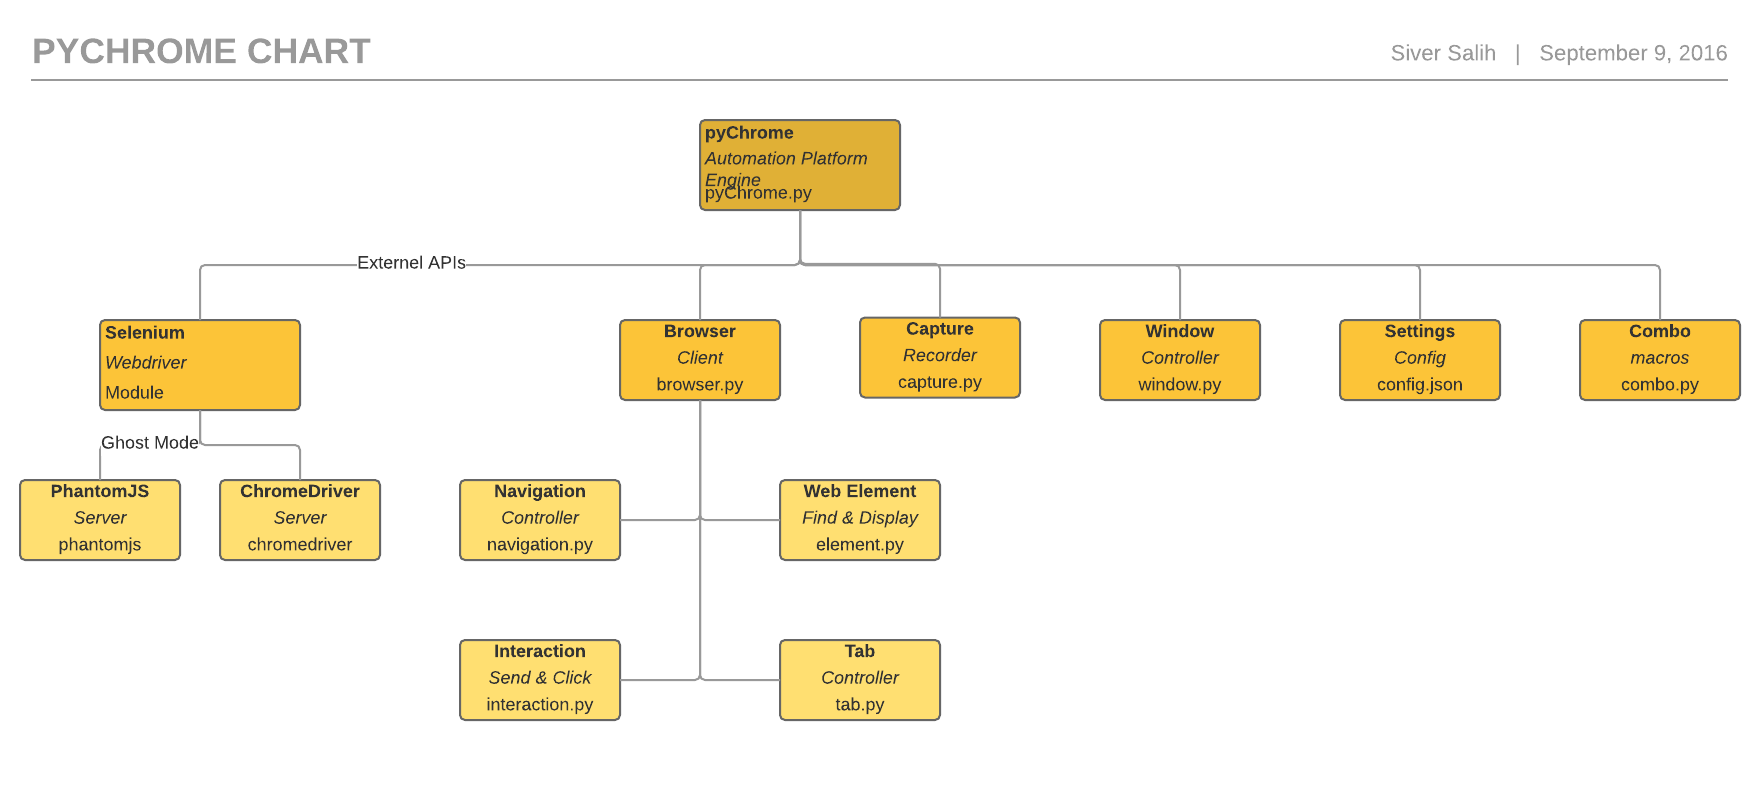 PYCHROME CHART
Siver Salih | September 9, 2016
pyChrome
Automation Platform
Engine
pyChrome.py
Externel APIs
Selenium
Webdriver
Module
Browser
Client
browser.py
Capture
Recorder
capture.py
Window
Controller
window.py
Settings
Config
config.json
Combo
macros
combo.py
Ghost Mode
PhantomJS
Server
phantomjs
ChromeDriver
Server
chromedriver
Navigation
Controller
navigation.py
Web Element
Find & Display
element.py
Interaction
Send & Click
interaction.py
Tab
Controller
tab.py